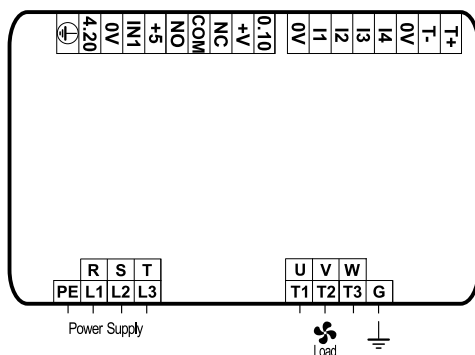 4.20 0V IN1 +5 NO COM NC +V 0.10 0V I1 I2 I3 I4 0V T- T+
R S T U V W
PE L1 L2 L3 T1 T2 T3 G
Power Supply Load